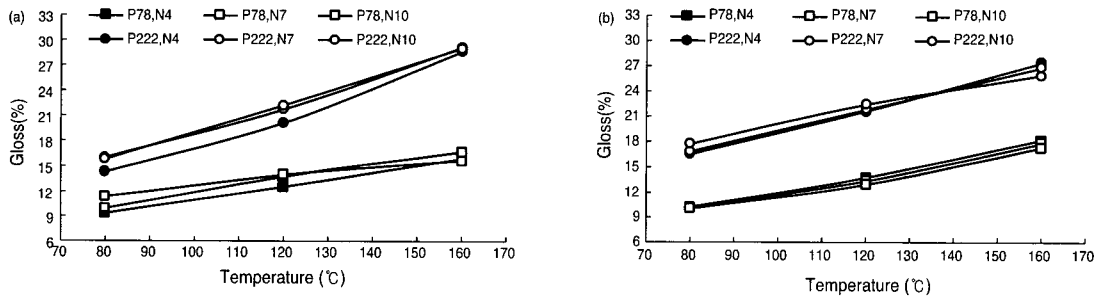 (a)
P78,N4 P78,N7 P78,N10
P222,N4 P222,N7 P222,N10
Gloss(%)
33
30
27
24
21
18
15
12
9
6
70 80 90 100 110 120 130 140 150 160 170
Temperature (℃)
(b)
P78,N4 P78,N7 P78,N10
P222,N4 P222,N7 P222,N10
Gloss(%)
33
30
27
24
21
18
15
12
9
6
70 80 90 100 110 120 130 140 150 160 170
Temperature (℃)